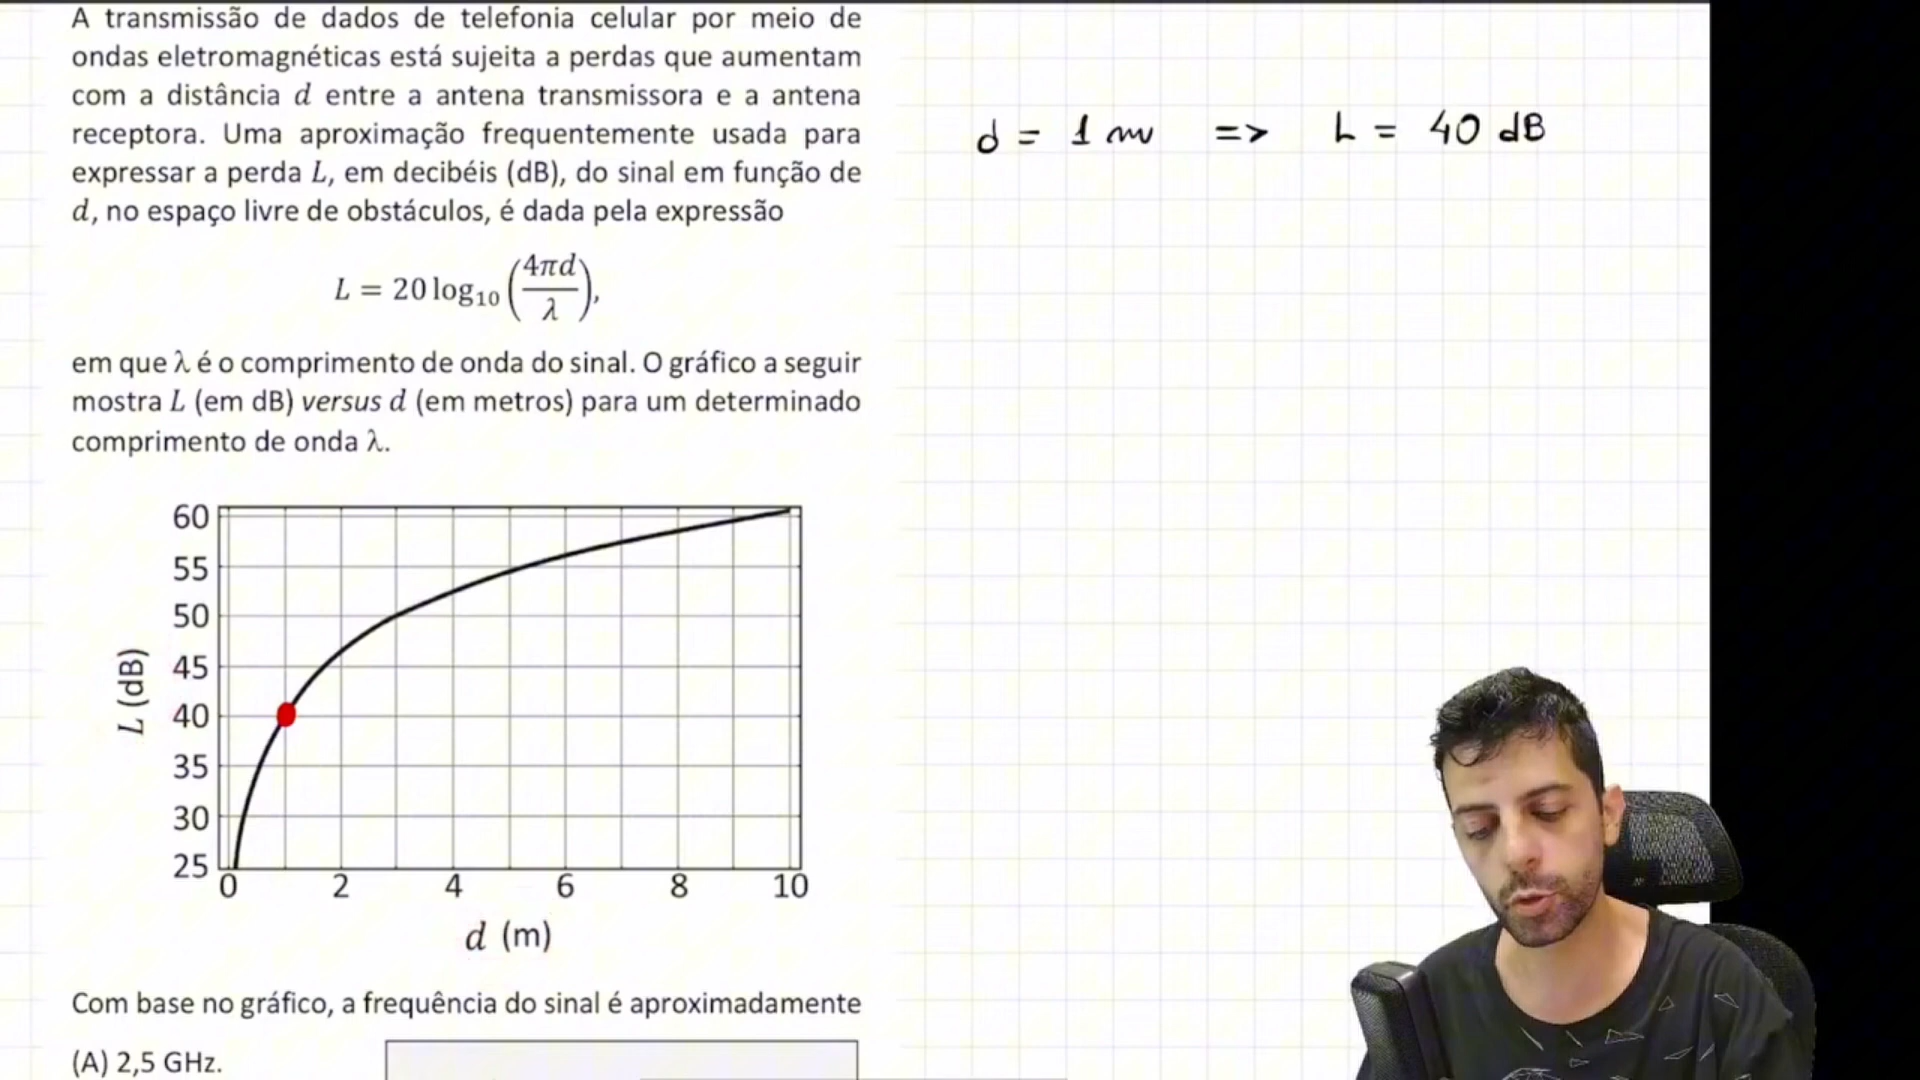 A transmissão de dados de telefonia celular por meio de
ondas eletromagnéticas está sujeita a perdas que aumentam
com a distância d entre a antena transmissora e a antena
receptora. Uma aproximação frequentemente usada para
expressar a perda L, em decibéis (dB), do sinal em função de
d, no espaço livre de obstáculos, é dada pela expressão
L = 20 log₁₀ (4πd/λ),
em que λ é o comprimento de onda do sinal. O gráfico a seguir
mostra L (em dB) versus d (em metros) para um determinado
comprimento de onda λ.
60
55
50
45
40
35
30
25
L (dB)
0 2 4 6 8 10
d (m)
Com base no gráfico, a frequência do sinal é aproximadamente
(A) 2,5 GHz.
d = 1 m => L = 40 dB